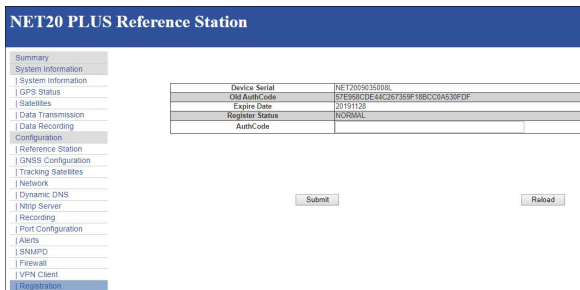 NET20 PLUS Reference Station
Summary
System Information
| System Information
| GPS Status
| Satellites
| Data Transmission
| Data Recording
Configuration
| Reference Station
| GNSS Configuration
| Tracking Satellites
| Network
| Dynamic DNS
| Ntrip Server
| Recording
| Port Configuration
| Alerts
| SNMPD
| Firewall
| VPN Client
| Registration
Device Serial NET2009035008L
Old AuthCode 57E958CDE44C267359F18BCC0A530FDF
Expire Date 20191128
Register Status NORMAL
AuthCode
Submit Reload